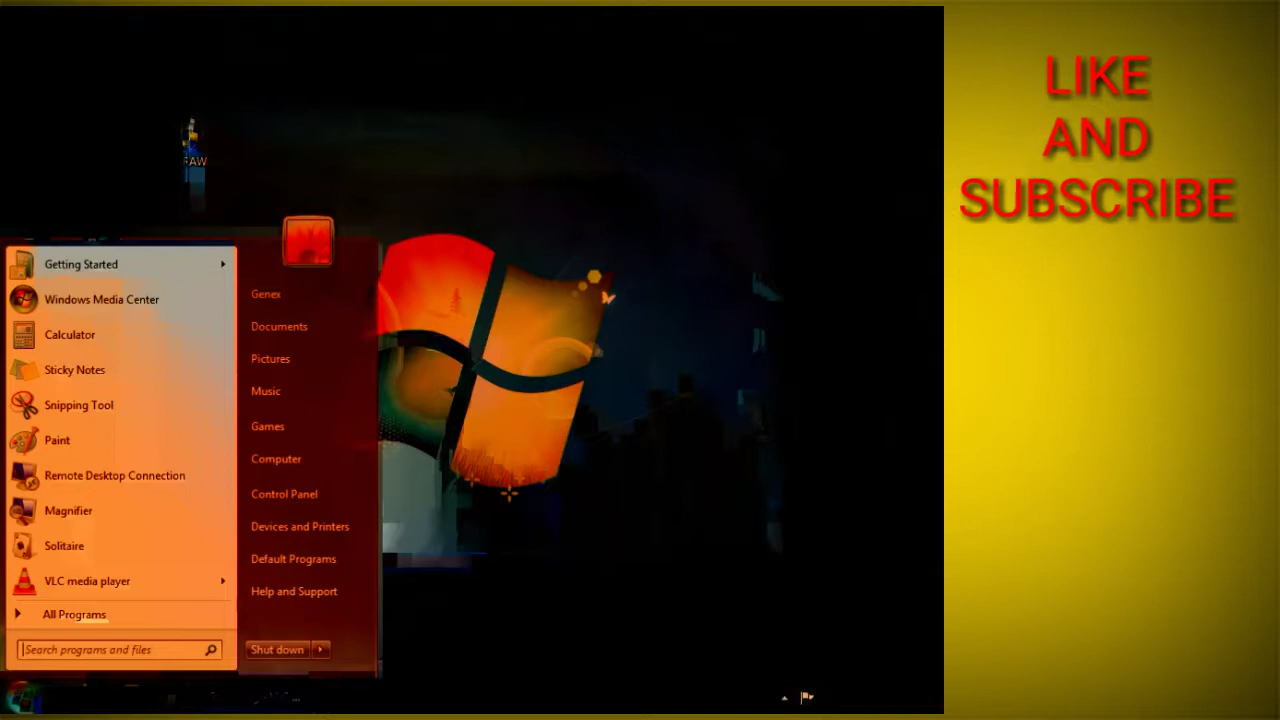 LIKE
AND
SUBSCRIBE
Getting Started
Windows Media Center
Calculator
Sticky Notes
Snipping Tool
Paint
Remote Desktop Connection
Magnifier
Solitaire
VLC media player
All Programs
Search programs and files
Genex
Documents
Pictures
Music
Games
Computer
Control Panel
Devices and Printers
Default Programs
Help and Support
Shut down